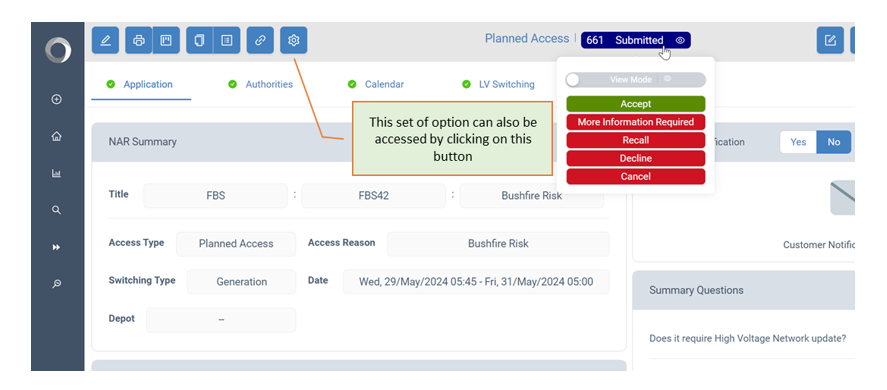 Planned Access | 661 Submitted
Application
Authorities
Calendar
LV Switching
View Mode
Accept
More Information Required
Recall
Decline
Cancel
This set of option can also be
accessed by clicking on this
button
NAR Summary
Yes No
Title FBS : FBS42 : Bushfire Risk
Access Type Planned Access Access Reason Bushfire Risk
Switching Type Generation Date Wed, 29/May/2024 05:45 - Fri, 31/May/2024 05:00
Depot --
Customer Notific
Summary Questions
Does it require High Voltage Network update?